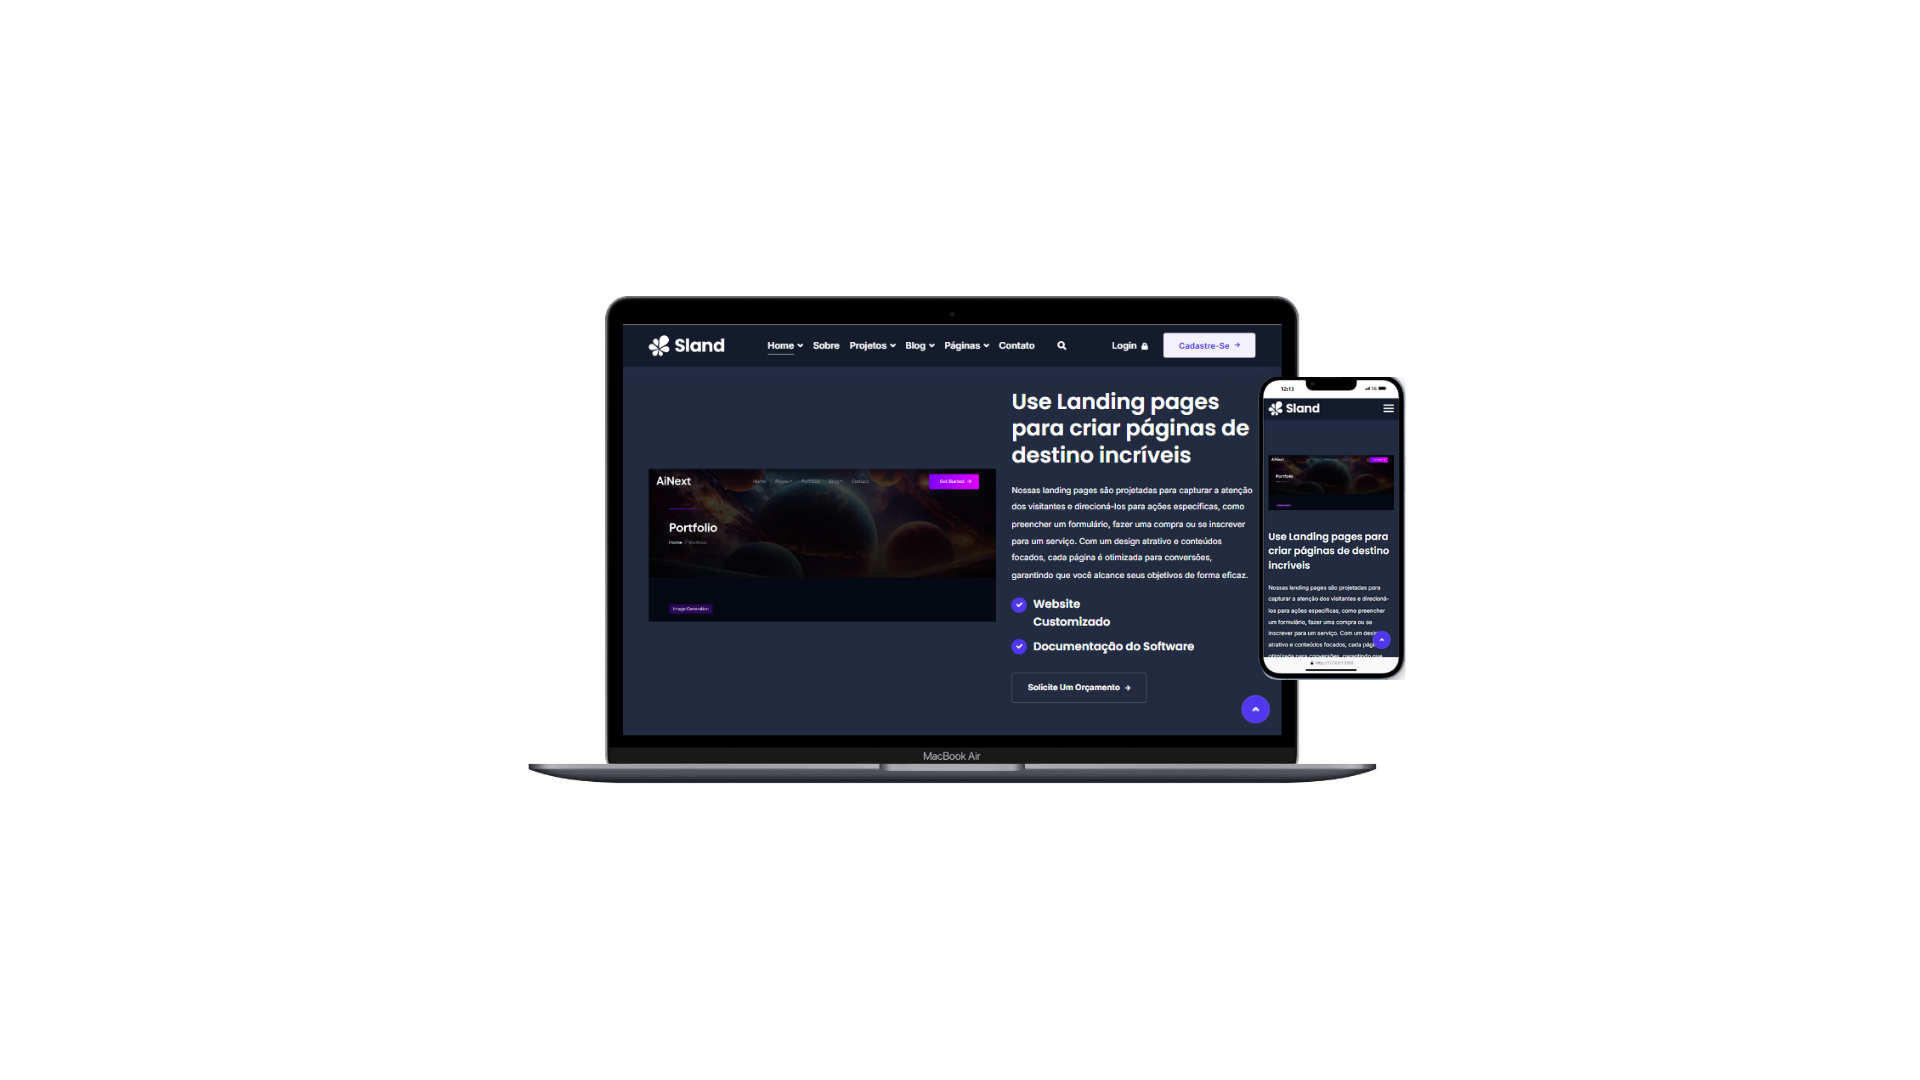 Sland
Home Sobre Projetos Blog Páginas Contato Login Cadastre-Se
Use Landing pages
para criar páginas de
destino incríveis
Nossas landing pages são projetadas para capturar a atenção
dos visitantes e direcioná-los para ações específicas, como
preencher um formulário, fazer uma compra ou se inscrever
para um serviço. Com um design atrativo e conteúdos
focados, cada página é otimizada para conversões,
garantindo que você alcance seus objetivos de forma eficaz.
Website
Customizado
Documentação do Software
Solicite Um Orçamento
AiNext
Home Pages Portfolio Blog Contact Get Started
Portfolio
Home / Portfolio
Image Generation
MacBook Air
12:13
Sland
AiNext
Portfolio
Use Landing pages para
criar páginas de destino
incríveis
Nossas landing pages são projetadas para
capturar a atenção dos visitantes e direcioná-
los para ações específicas, como preencher
um formulário, fazer uma compra ou se
inscrever para um serviço. Com um
atrativo e conteúdos focados, cada
otimizada para conversões, garantindo que